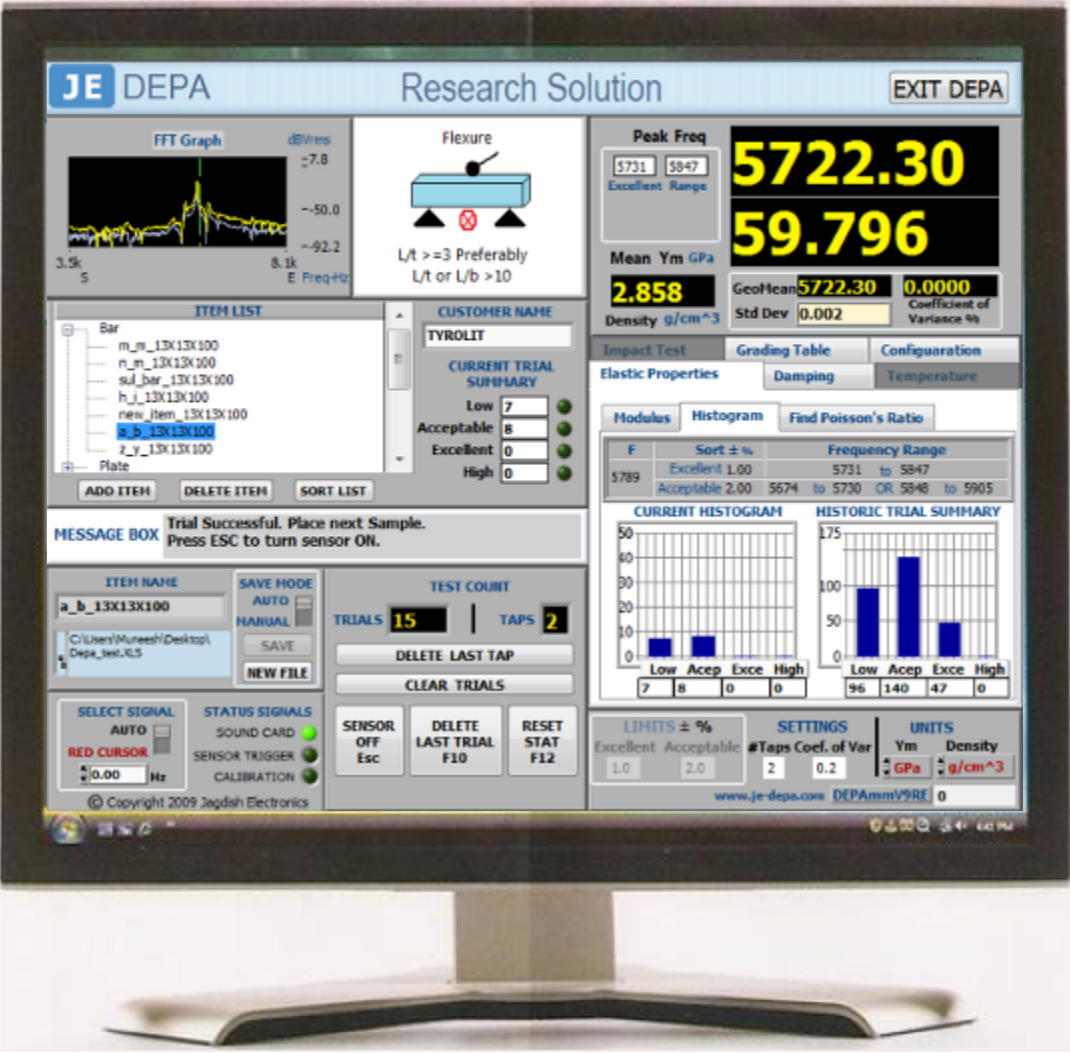 JE DEPA
Research Solution
EXIT DEPA
FFT Graph
dBVrms
-7.8
-50.0
-92.2
3.5k
8.1k
S
E Freq-Hz
Flexure
L/t >=3 Preferably
L/t or L/b >10
Peak Freq
5731 5847
Excellent Range
5722.30
59.796
Mean Ym GPa
2.858
Density g/cm^3
GeoMean 5722.30
Std Dev 0.002
0.0000
Coefficient of
Variance %
ITEM LIST
Bar
m_m_13X13X100
n_m_13X13X100
sul_bar_13X13X100
h_i_13X13X100
new_item_13X13X100
a_b_13X13X100
z_y_13X13X100
Plate
ADD ITEM DELETE ITEM SORT LIST
CUSTOMER NAME
TYROLIT
CURRENT TRIAL
SUMMARY
Low 7
Acceptable 8
Excellent 0
High 0
Impact Test Grading Table Configuaration
Elastic Properties Damping Temperature
Modulus Histogram Find Poisson's Ratio
F Sort ± % Frequency Range
5789
Excellent 1.00 5731 to 5847
Acceptable 2.00 5674 to 5730 OR 5848 to 5905
CURRENT HISTOGRAM
50
40
30
20
10
0
Low Acep Exce High
7 8 0 0
HISTORIC TRIAL SUMMARY
175
100
50
0
Low Acep Exce High
96 140 47 0
MESSAGE BOX
Trial Successful. Place next Sample.
Press ESC to turn sensor ON.
ITEM NAME
a_b_13X13X100
C:\Users\Muneesh\Desktop\
Depa_test.XLS
SAVE MODE
AUTO
MANUAL
SAVE
NEW FILE
TEST COUNT
TRIALS 15 TAPS 2
DELETE LAST TAP
CLEAR TRIALS
SENSOR
OFF
Esc
DELETE
LAST TRIAL
F10
RESET
STAT
F12
SELECT SIGNAL
AUTO
RED CURSOR
0.00 Hz
STATUS SIGNALS
SOUND CARD
SENSOR TRIGGER
CALIBRATION
© Copyright 2009 Jagdish Electronics
LIMITS ± %
Excellent Acceptable
1.0 2.0
SETTINGS
#Taps Coef. of Var
2 0.2
UNITS
Ym Density
GPa g/cm^3
www.je-depa.com DEPAmmV9RE 0